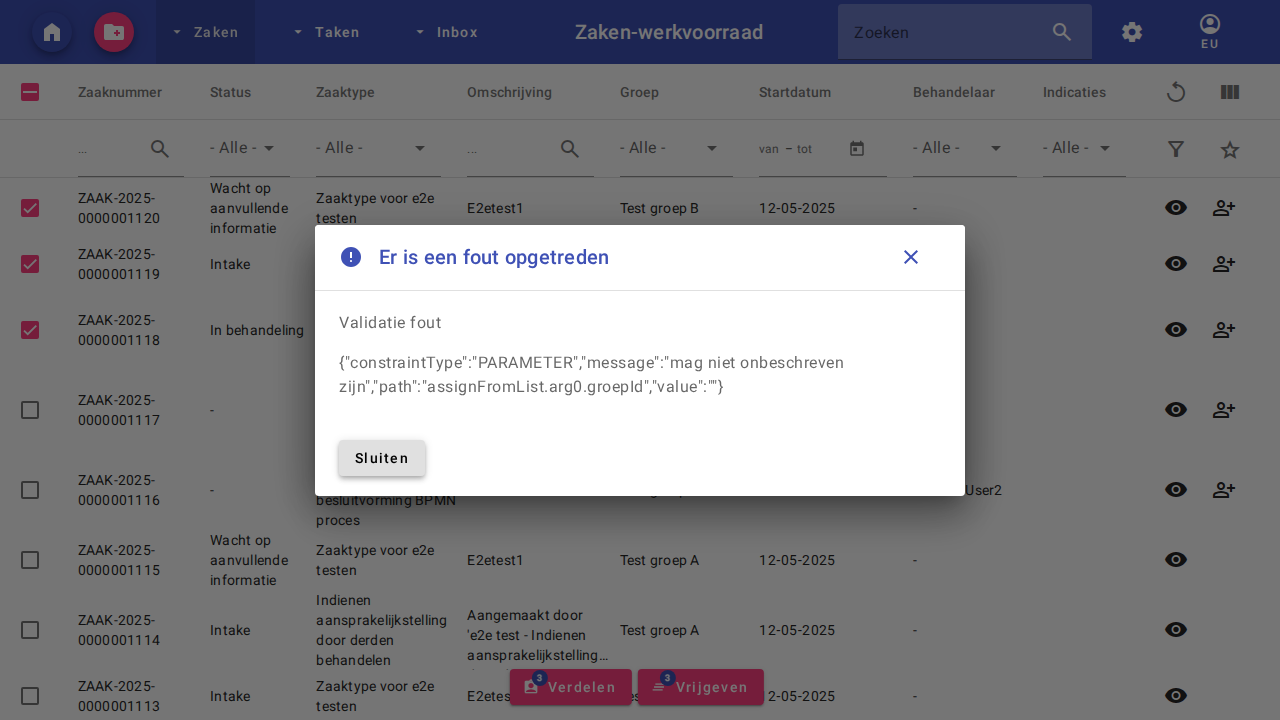 Zaken
Taken
Inbox
Zaken-werkvoorraad
Zoeken
EU
Zaaknummer
Status
Zaaktype
Omschrijving
Groep
Startdatum
Behandelaar
Indicaties
...
- Alle -
- Alle -
...
- Alle -
van – tot
- Alle -
- Alle -
ZAAK-2025-
0000001120
Wacht op
aanvullende
informatie
Zaaktype voor e2e
testen
E2etest1
Test groep B
12-05-2025
-
ZAAK-2025-
0000001119
Intake
ZAAK-2025-
0000001118
In behandeling
Er is een fout opgetreden
Validatie fout
{"constraintType":"PARAMETER","message":"mag niet onbeschreven
zijn","path":"assignFromList.arg0.groepId","value":""}
Sluiten
ZAAK-2025-
0000001117
-
ZAAK-2025-
0000001116
-
besluitvorming BPMN
proces
User2
ZAAK-2025-
0000001115
Wacht op
aanvullende
informatie
Zaaktype voor e2e
testen
E2etest1
Test groep A
12-05-2025
-
ZAAK-2025-
0000001114
Intake
Indienen
aansprakelijkstelling
door derden
behandelen
Aangemaakt door
'e2e test - Indienen
aansprakelijkstelling...
Test groep A
12-05-2025
-
ZAAK-2025-
0000001113
Intake
Zaaktype voor e2e
testen
E2etes
2-05-2025
-
3
Verdelen
3
Vrijgeven